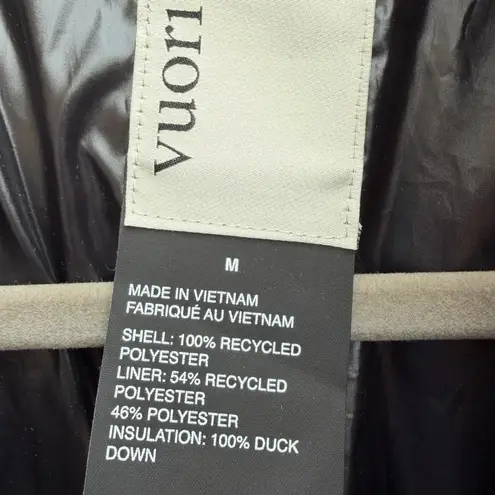 vuori
M
MADE IN VIETNAM
FABRIQUÉ AU VIETNAM
SHELL: 100% RECYCLED
POLYESTER
LINER: 54% RECYCLED
POLYESTER
46% POLYESTER
INSULATION: 100% DUCK
DOWN